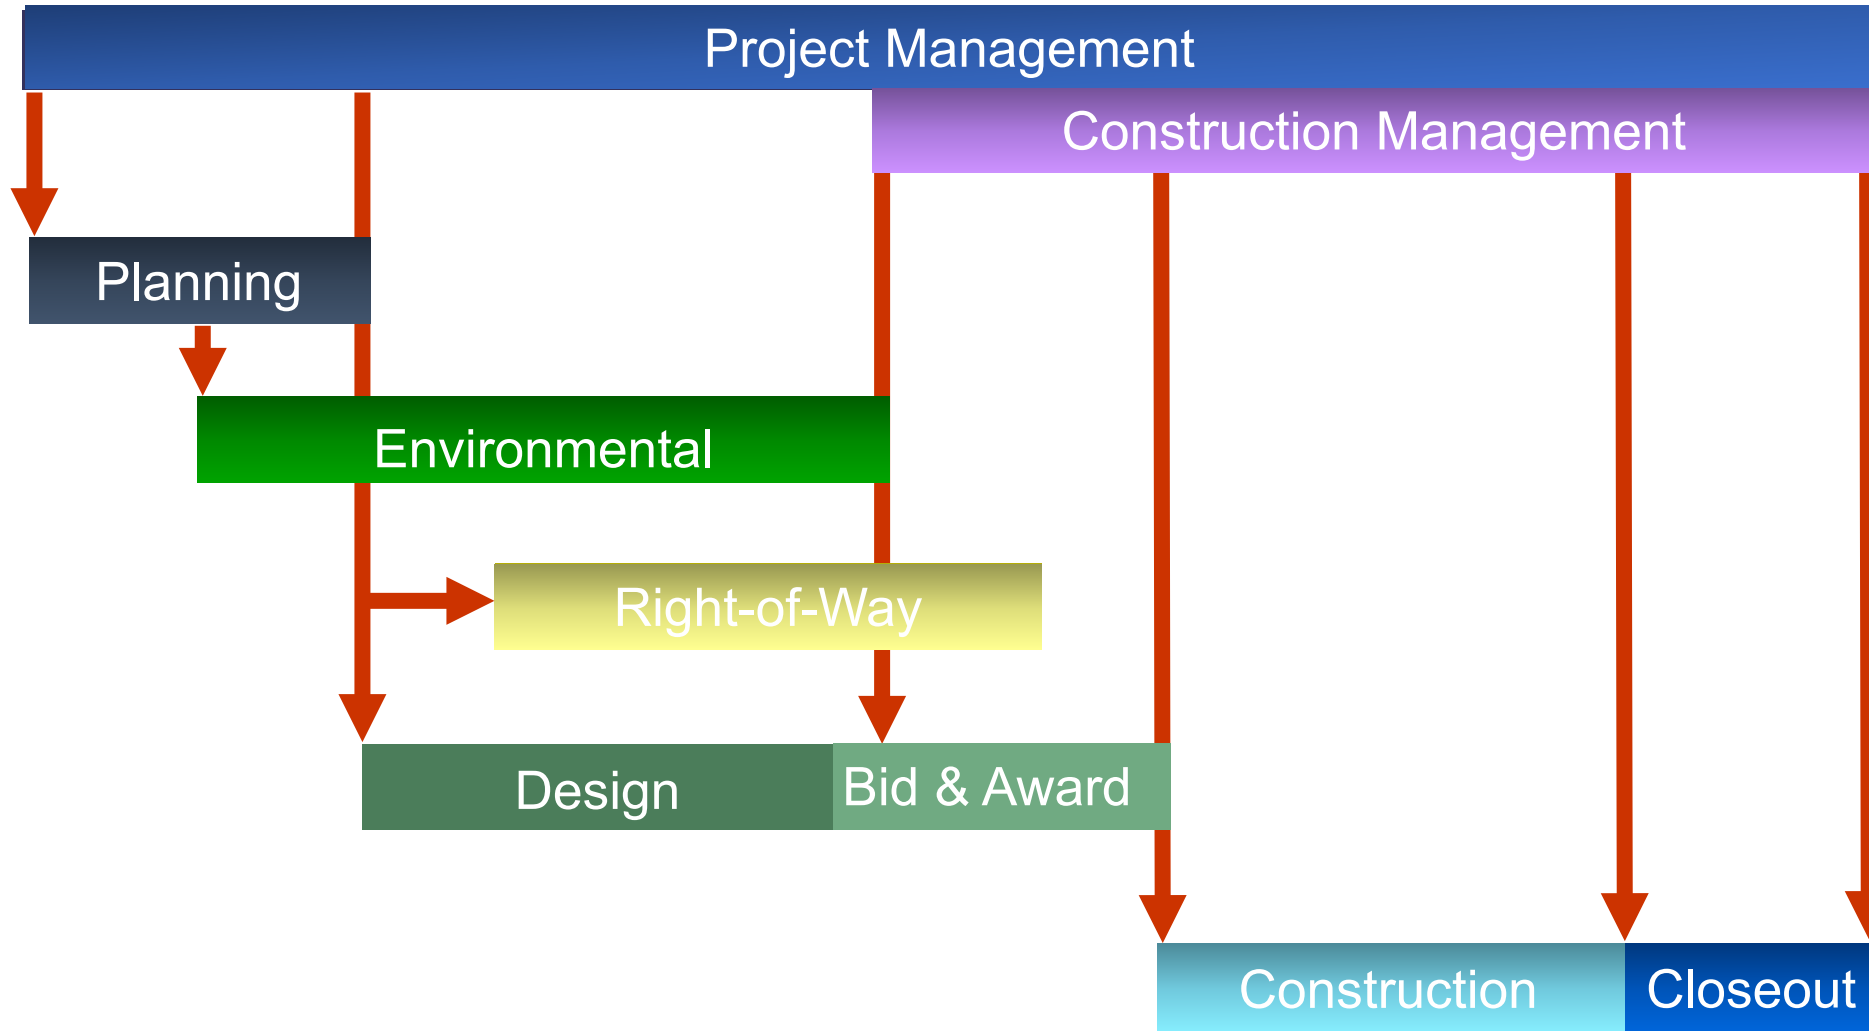 Project Management
Construction Management
Planning
Environmental
Right-of-Way
Design
Bid & Award
Construction
Closeout